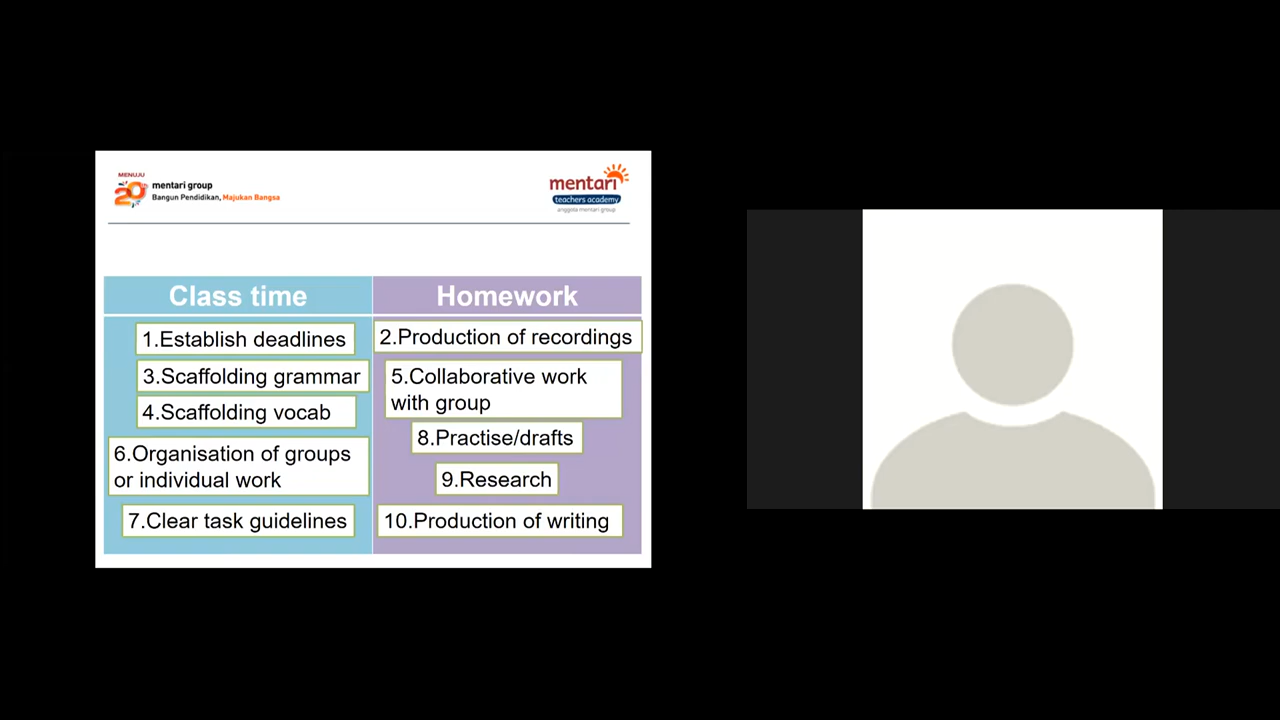 MENUJU
20
mentari group
Bangun Pendidikan, Majukan Bangsa
mentari
teachers academy
anggota mentari group
Class time
Homework
1.Establish deadlines
2.Production of recordings
3.Scaffolding grammar
5.Collaborative work
with group
4.Scaffolding vocab
8.Practise/drafts
6.Organisation of groups
or individual work
9.Research
7.Clear task guidelines
10.Production of writing